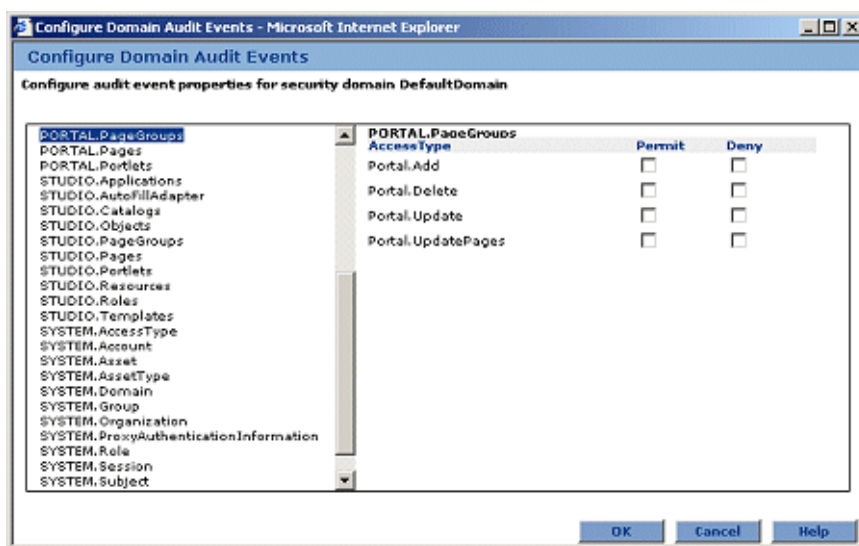 Configure Domain Audit Events - Microsoft Internet Explorer
Configure Domain Audit Events
Configure audit event properties for security domain DefaultDomain
PORTAL.PageGroups
PORTAL.Pages
PORTAL.Portlets
STUDIO.Applications
STUDIO.AutoFillAdapter
STUDIO.Catalogs
STUDIO.Objects
STUDIO.PageGroups
STUDIO.Pages
STUDIO.Portlets
STUDIO.Resources
STUDIO.Roles
STUDIO.Templates
SYSTEM.AccessType
SYSTEM.Account
SYSTEM.Asset
SYSTEM.AssetType
SYSTEM.Domain
SYSTEM.Group
SYSTEM.Organization
SYSTEM.ProxyAuthenticationInformation
SYSTEM.Role
SYSTEM.Session
SYSTEM.Subject
PORTAL.PageGroups
AccessType Permit Deny
Portal.Add
Portal.Delete
Portal.Update
Portal.UpdatePages
OK Cancel Help